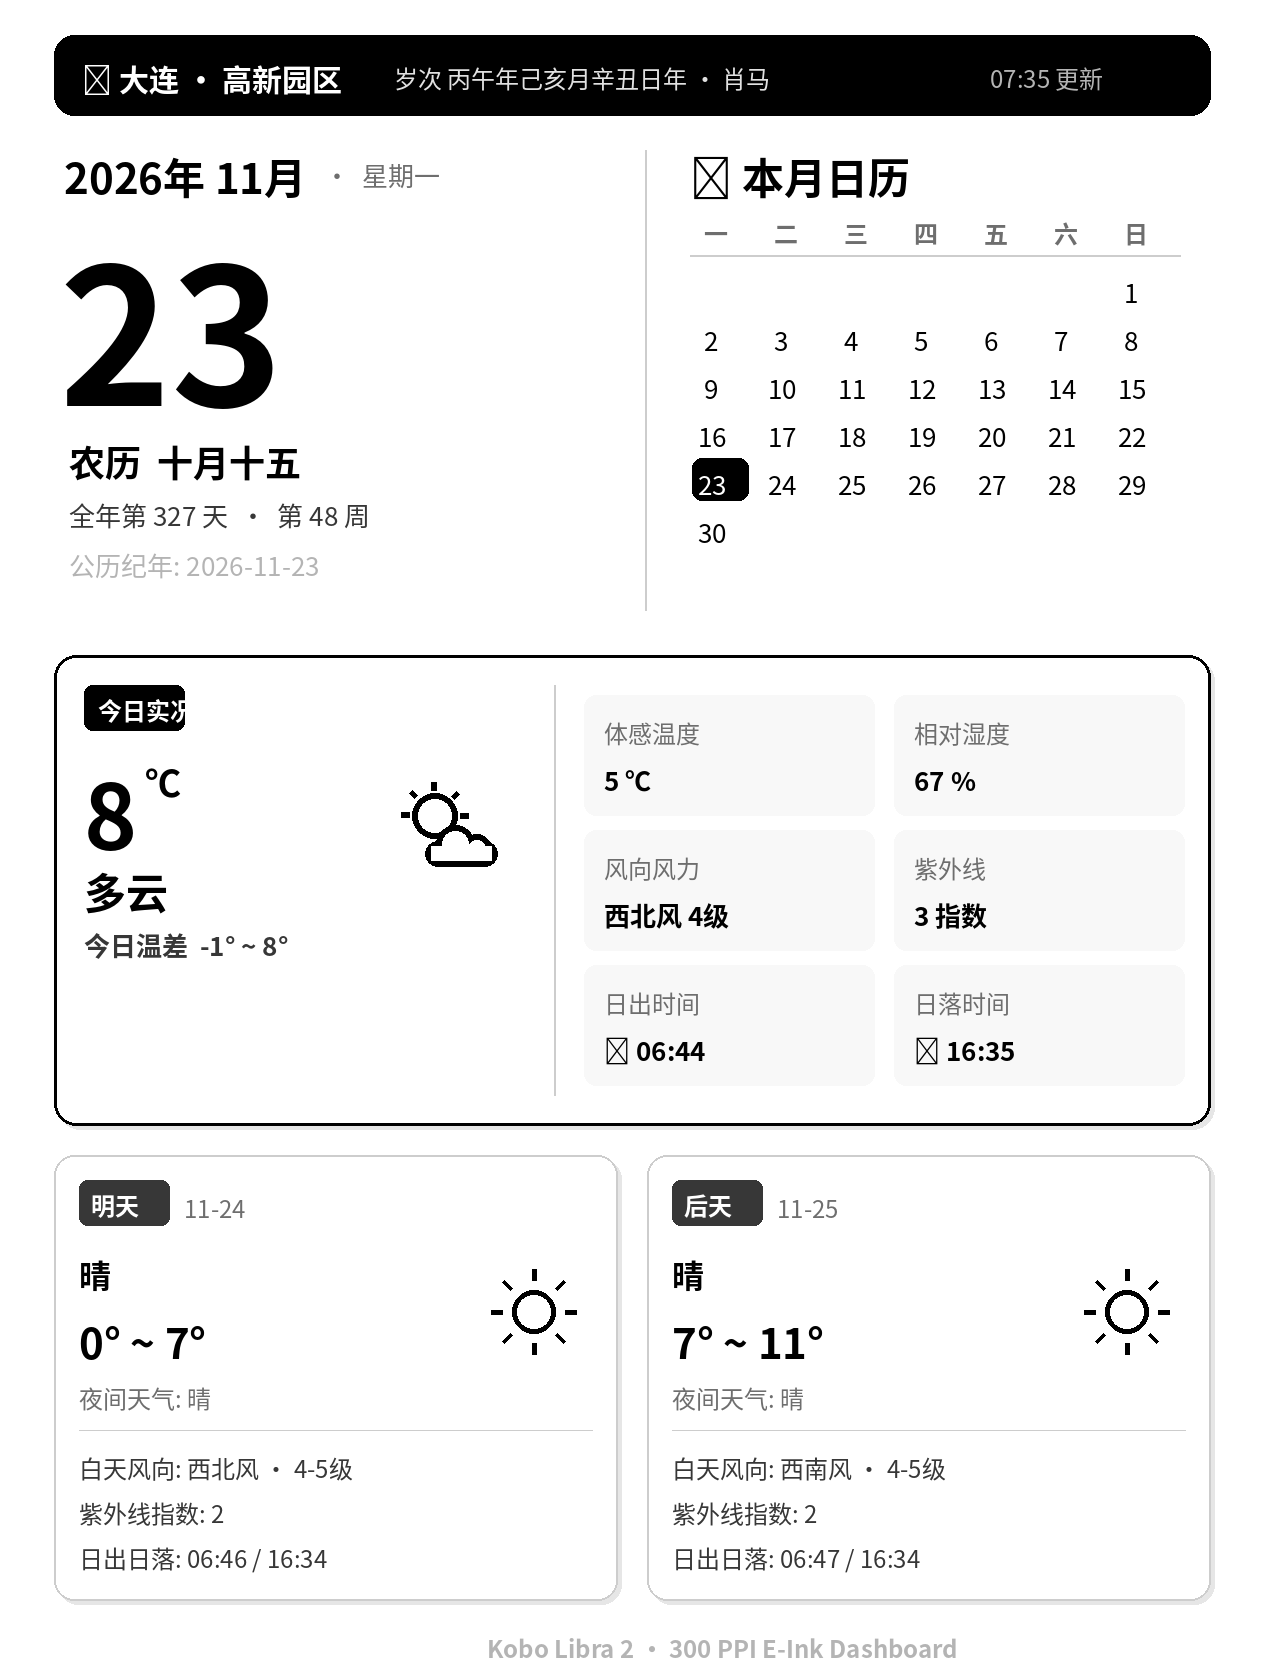 大连 · 高新园区 岁次 丙午年己亥月辛丑日年 · 肖马 07:35 更新
2026年 11月 · 星期一
23
农历 十月十五
全年第 327 天 · 第 48 周
公历纪年: 2026-11-23
本月日历
一 二 三 四 五 六 日
1
2 3 4 5 6 7 8
9 10 11 12 13 14 15
16 17 18 19 20 21 22
23 24 25 26 27 28 29
30
今日实况
8 °C
多云
今日温差 -1° ~ 8°
体感温度
5 °C
相对湿度
67 %
风向风力
西北风 4级
紫外线
3 指数
日出时间
06:44
日落时间
16:35
明天 11-24
晴
0° ~ 7°
夜间天气: 晴
白天风向: 西北风 · 4-5级
紫外线指数: 2
日出日落: 06:46 / 16:34
后天 11-25
晴
7° ~ 11°
夜间天气: 晴
白天风向: 西南风 · 4-5级
紫外线指数: 2
日出日落: 06:47 / 16:34
Kobo Libra 2 · 300 PPI E-Ink Dashboard